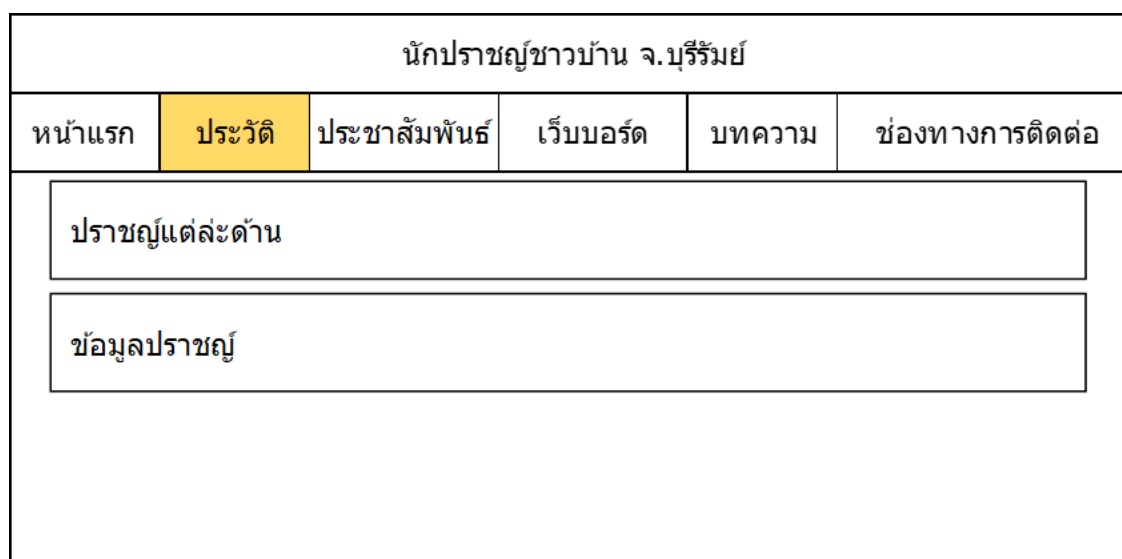 นักปราชญ์ชาวบ้าน จ.บุรีรัมย์
หน้าแรก ประวัติ ประชาสัมพันธ์ เว็บบอร์ด บทความ ช่องทางการติดต่อ
ปราชญ์แต่ล่ะด้าน
ข้อมูลปราชญ์